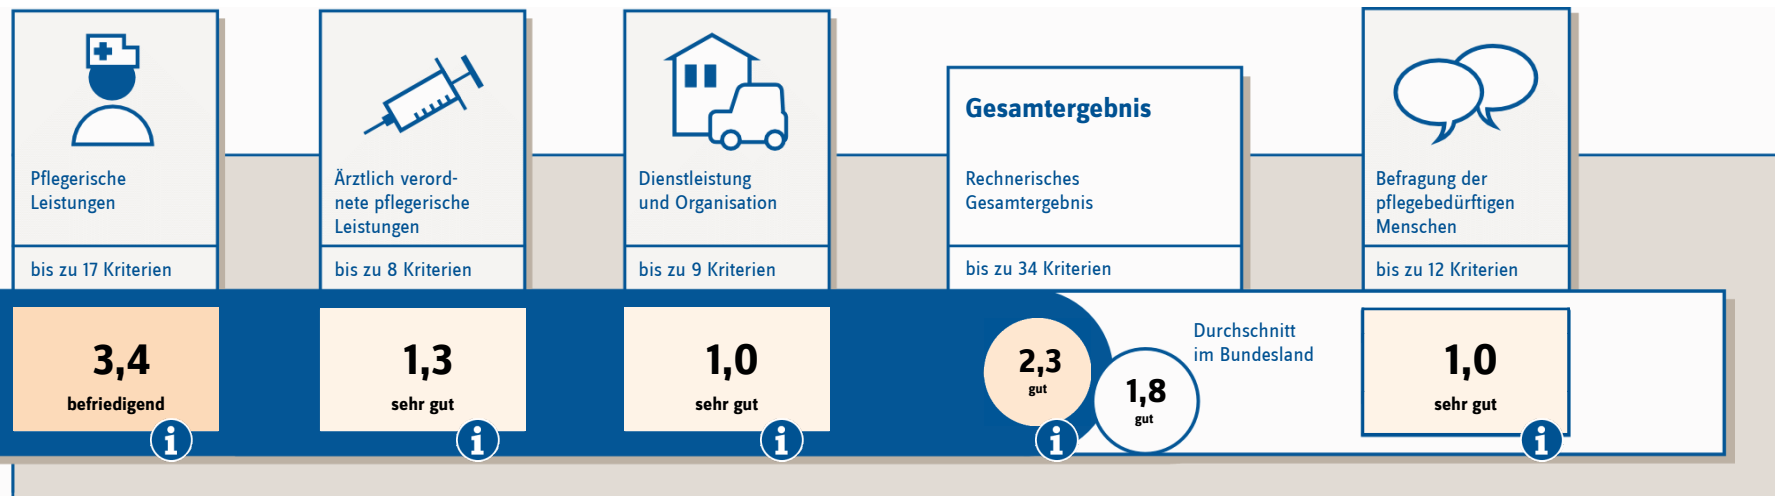 Pflegerische
Leistungen
bis zu 17 Kriterien
3,4
befriedigend
i
Ärztlich verord-
nete pflegerische
Leistungen
bis zu 8 Kriterien
1,3
sehr gut
i
Dienstleistung
und Organisation
bis zu 9 Kriterien
1,0
sehr gut
i
Gesamtergebnis
Rechnerisches
Gesamtergebnis
bis zu 34 Kriterien
2,3
gut
i
1,8
gut
Durchschnitt
im Bundesland
Befragung der
pflegebedürftigen
Menschen
bis zu 12 Kriterien
1,0
sehr gut
i